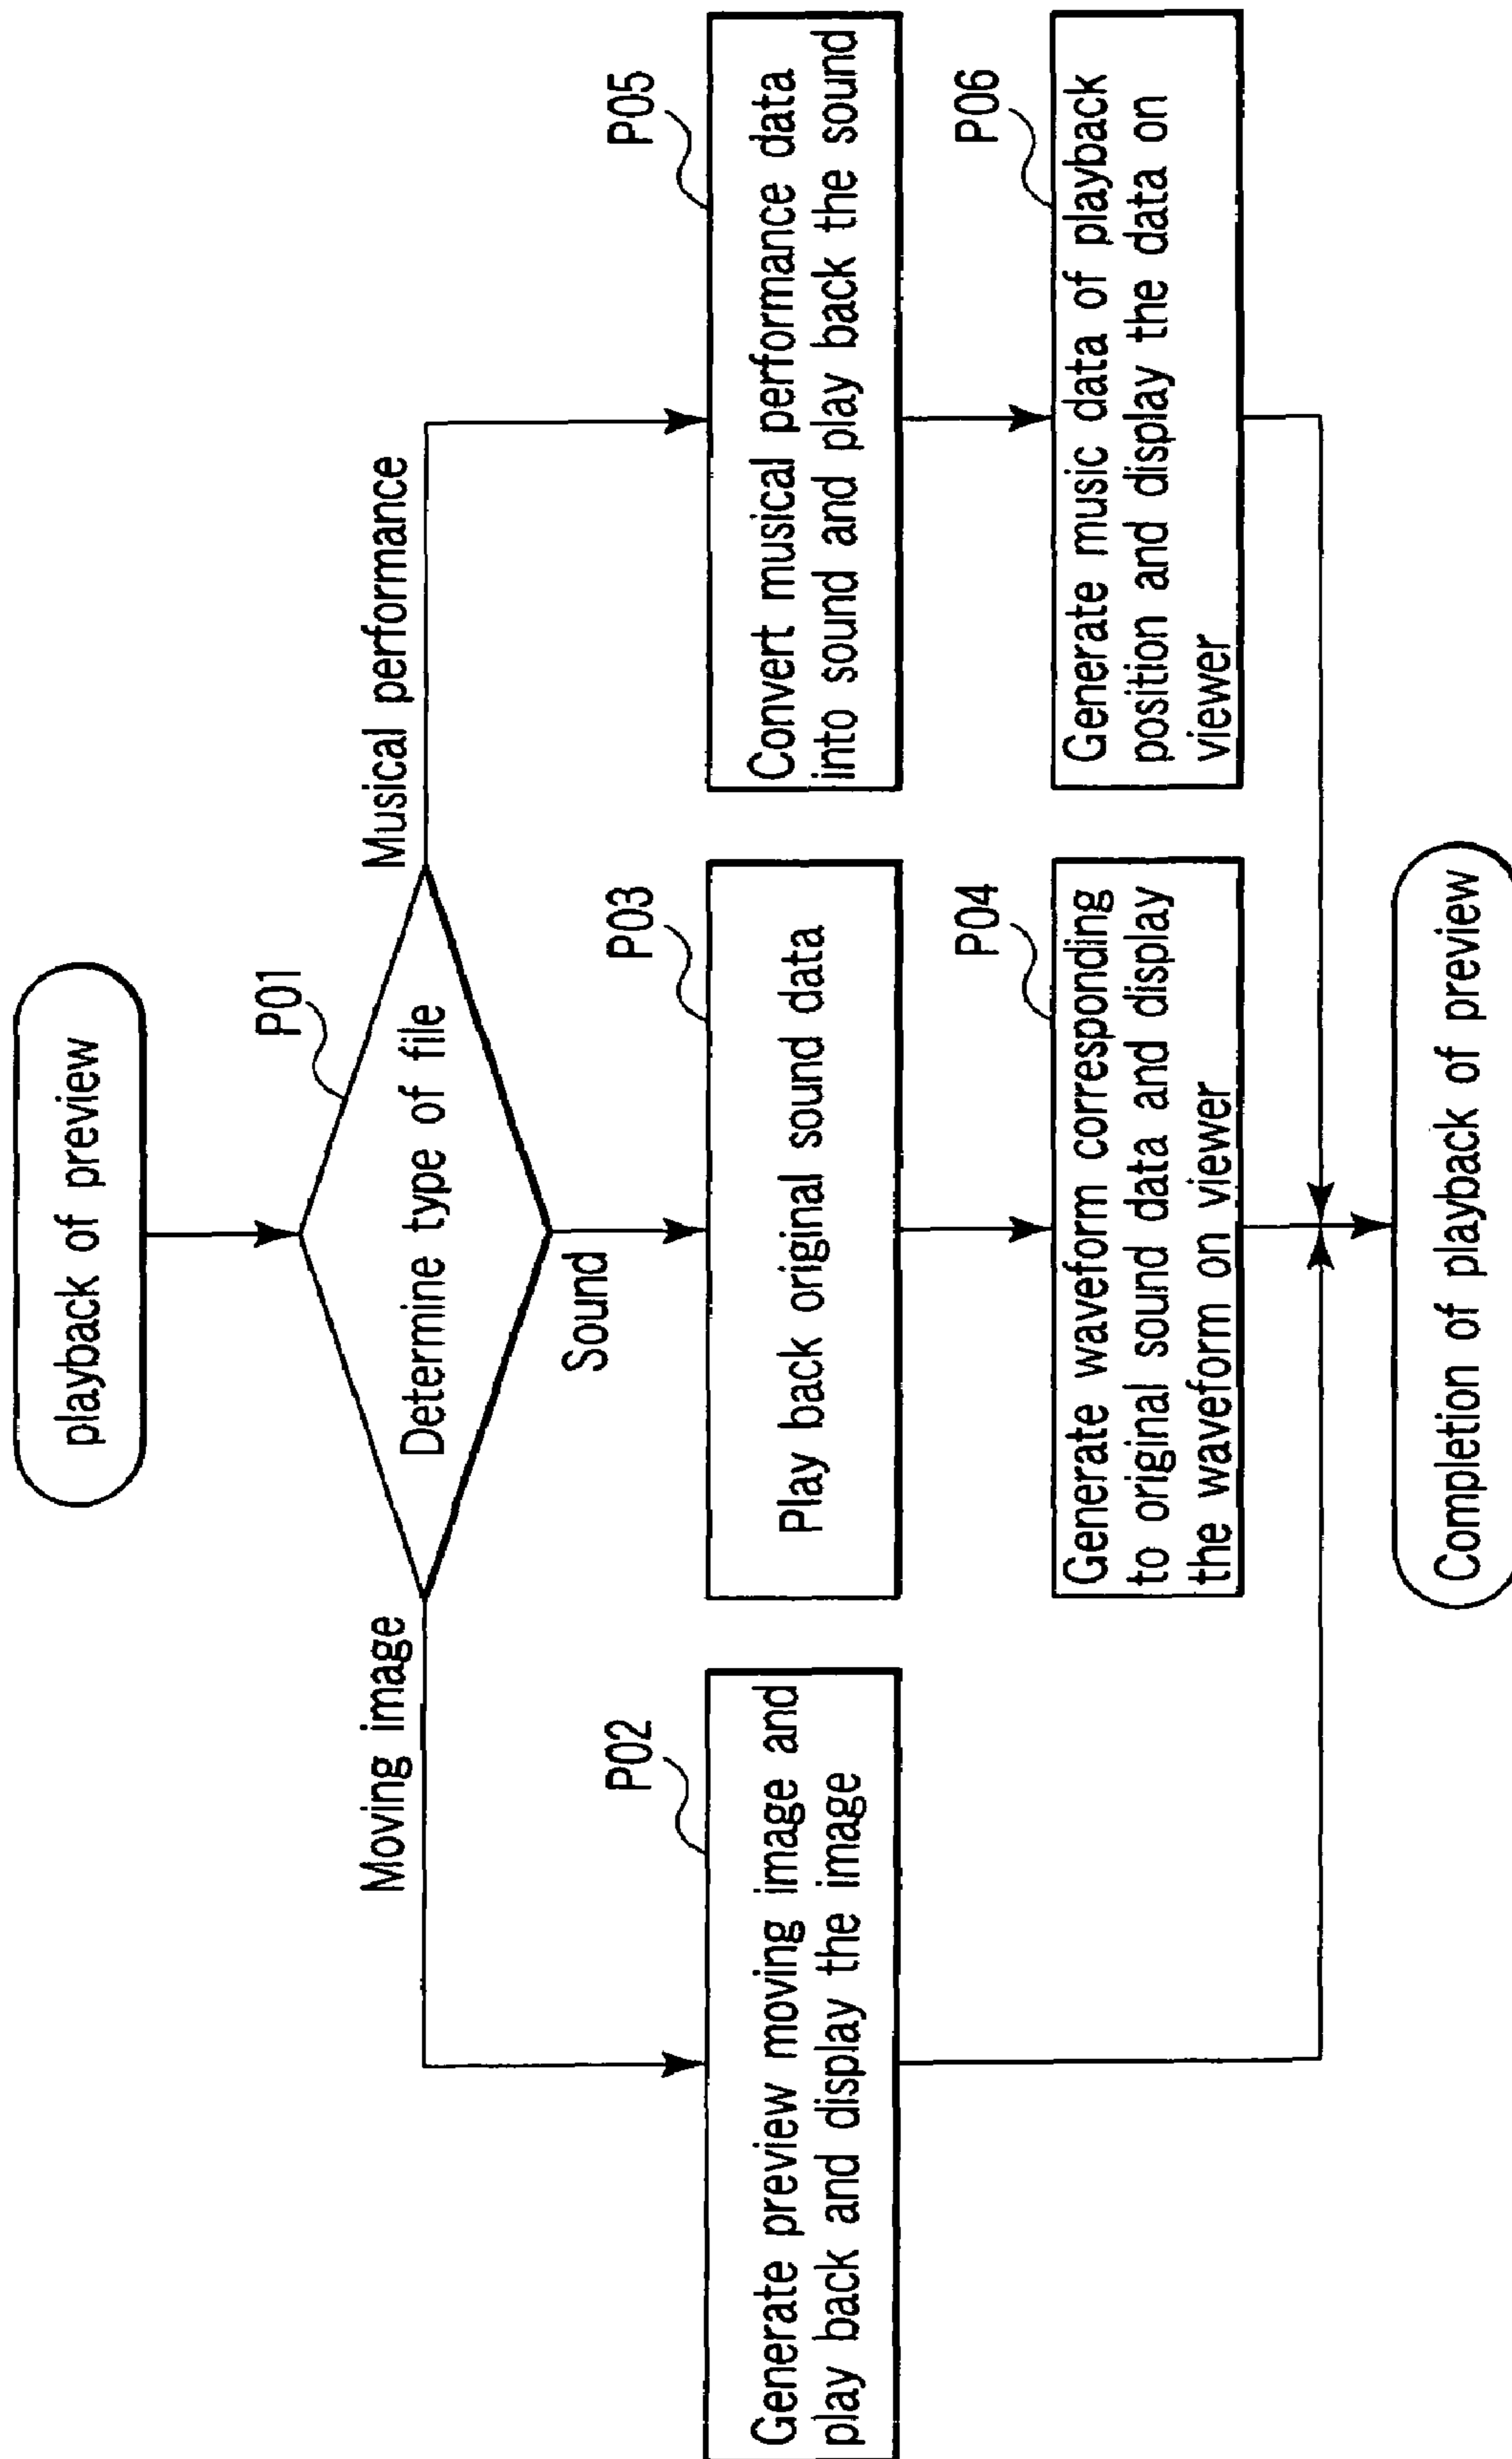 playback of preview
P01
Determine type of file
Moving image
Musical performance
Sound
P02
Generate preview moving image and
play back and display the image
P03
Play back original sound data
P05
Convert musical performance data
into sound and play back the sound
P04
Generate waveform corresponding
to original sound data and display
the waveform on viewer
P06
Generate music data of playback
position and display the data on
viewer
Completion of playback of preview